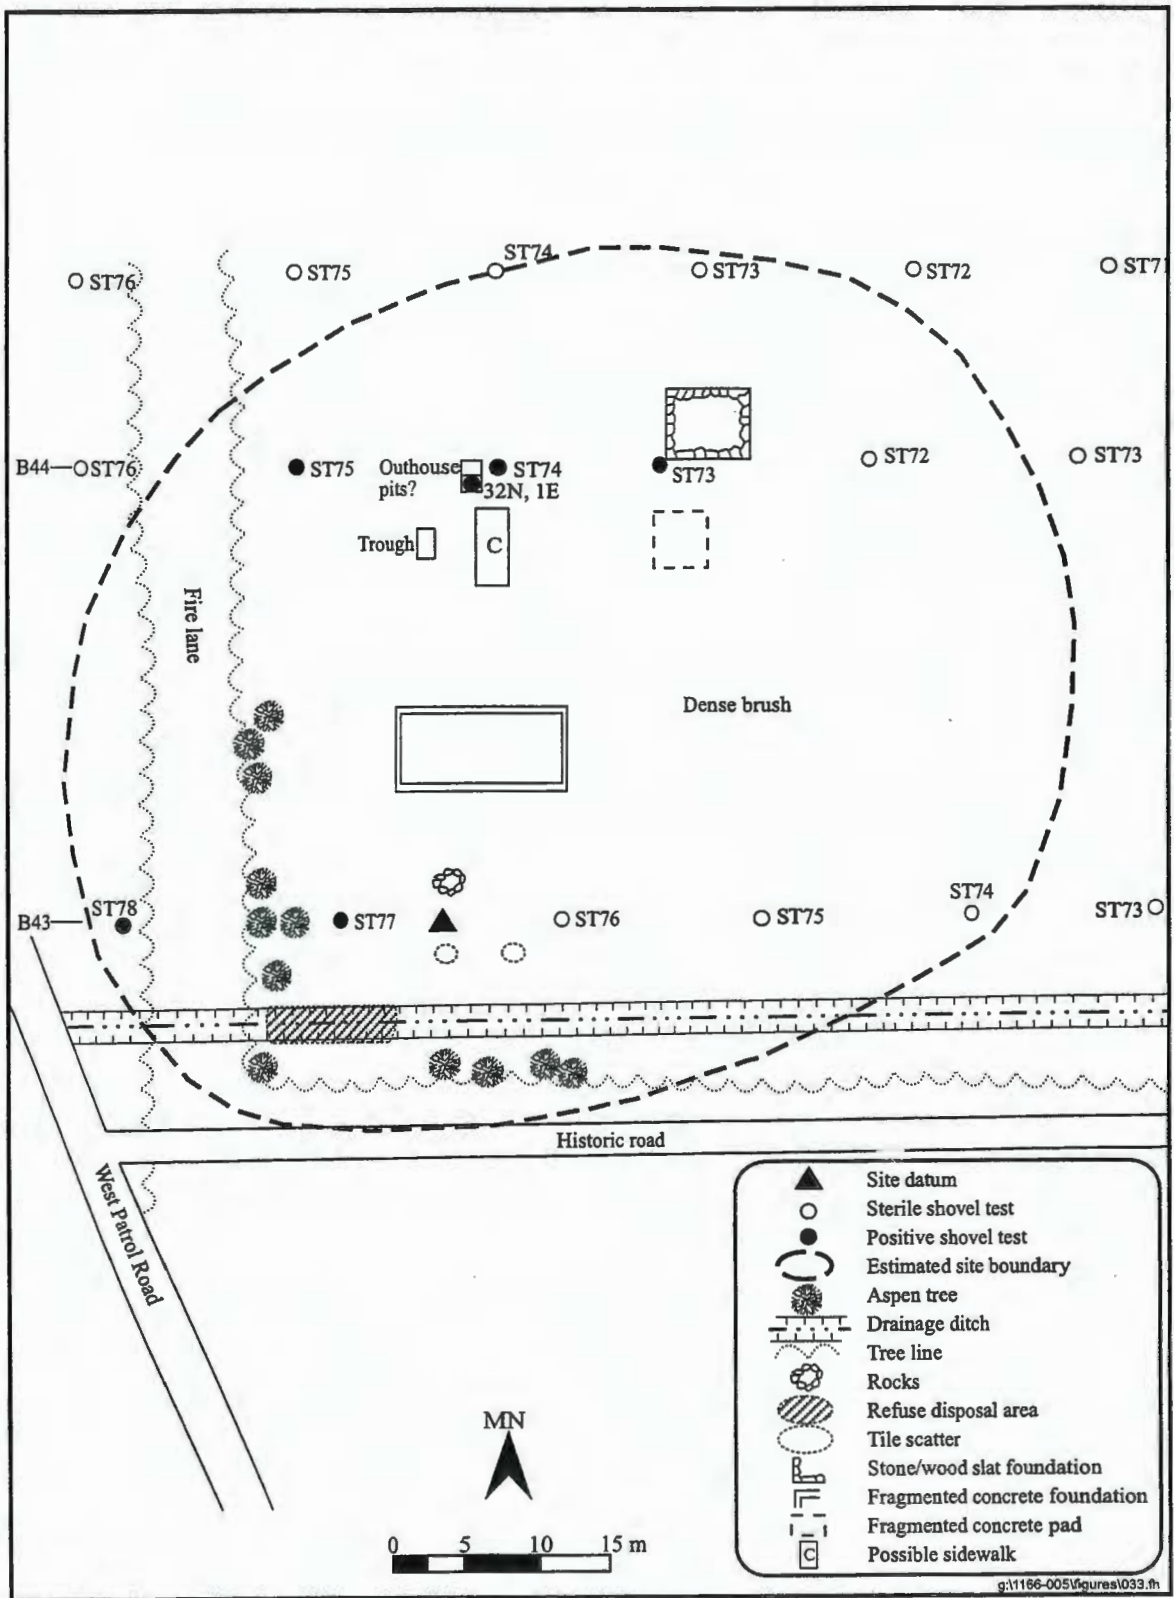 ST74
ST76
ST75
ST73
ST72
ST71
B44
ST76
ST75
Outhouse
pits?
ST74
32N, 1E
ST73
ST72
ST73
Trough
C
Fire lane
Dense brush
B43
ST78
ST77
ST76
ST75
ST74
ST73
Historic road
West Patrol Road
MN
0 5 10 15 m
Site datum
Sterile shovel test
Positive shovel test
Estimated site boundary
Aspen tree
Drainage ditch
Tree line
Rocks
Refuse disposal area
Tile scatter
Stone/wood slat foundation
Fragmented concrete foundation
Fragmented concrete pad
C Possible sidewalk
g:\1166-005\figures\033.fh